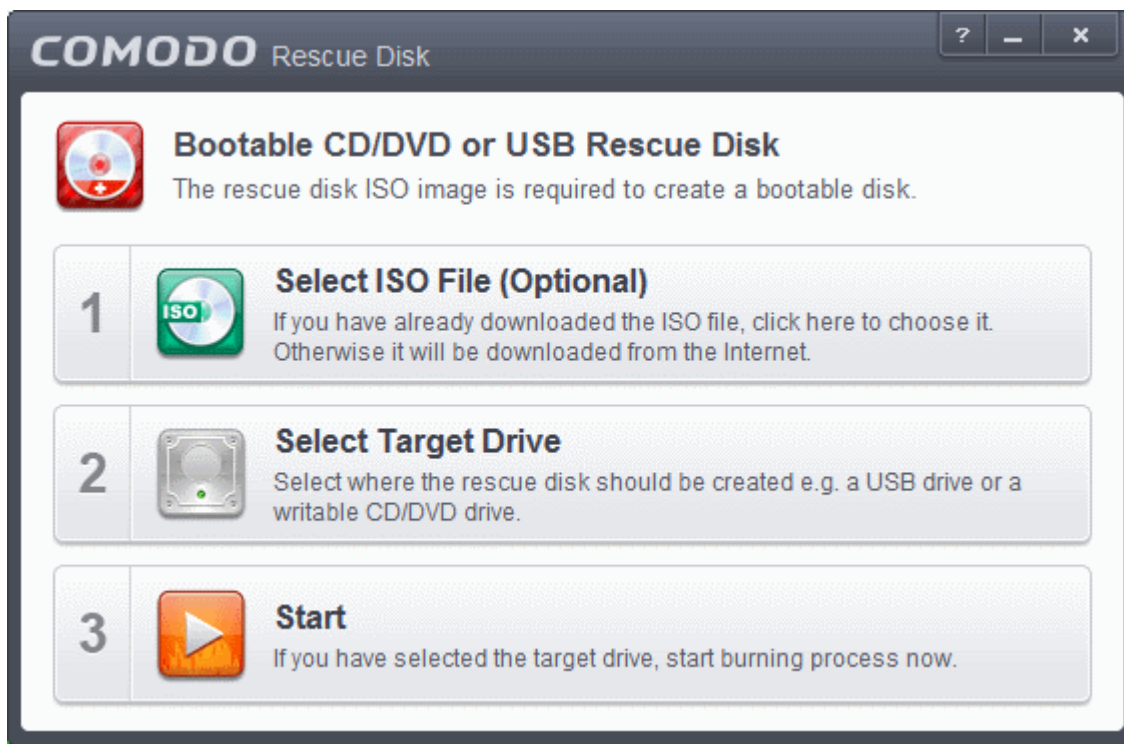 COMODO Rescue Disk
?
Bootable CD/DVD or USB Rescue Disk
The rescue disk ISO image is required to create a bootable disk.
1
ISO
Select ISO File (Optional)
If you have already downloaded the ISO file, click here to choose it.
Otherwise it will be downloaded from the Internet.
2
Select Target Drive
Select where the rescue disk should be created e.g. a USB drive or a
writable CD/DVD drive.
3
Start
If you have selected the target drive, start burning process now.